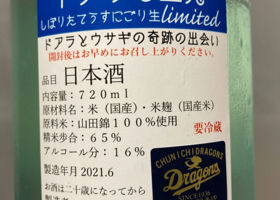 しぼりたてうすにごり生limited
ドアラとウサギの奇跡の出会い
開封後はお早めにお召し上がりください。
品目 日本酒
内容量：720ml
原材料名：米（国産）・米麹（国産米）
原料米：山田錦100％使用
精米歩合：65％
アルコール分：16％
要冷蔵
製造年月 2021.6
お酒は二十歳になってから
CHUNICHI DRAGONS
Dragons
SINCE 1936